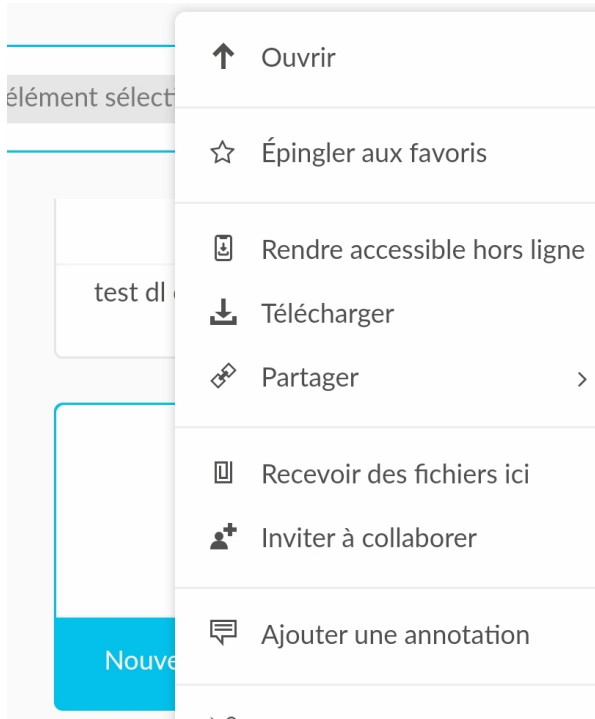 Ouvrir
élément sélect
Épingler aux favoris
Rendre accessible hors ligne
test dl
Télécharger
Partager
Recevoir des fichiers ici
Inviter à collaborer
Ajouter une annotation
Nouve